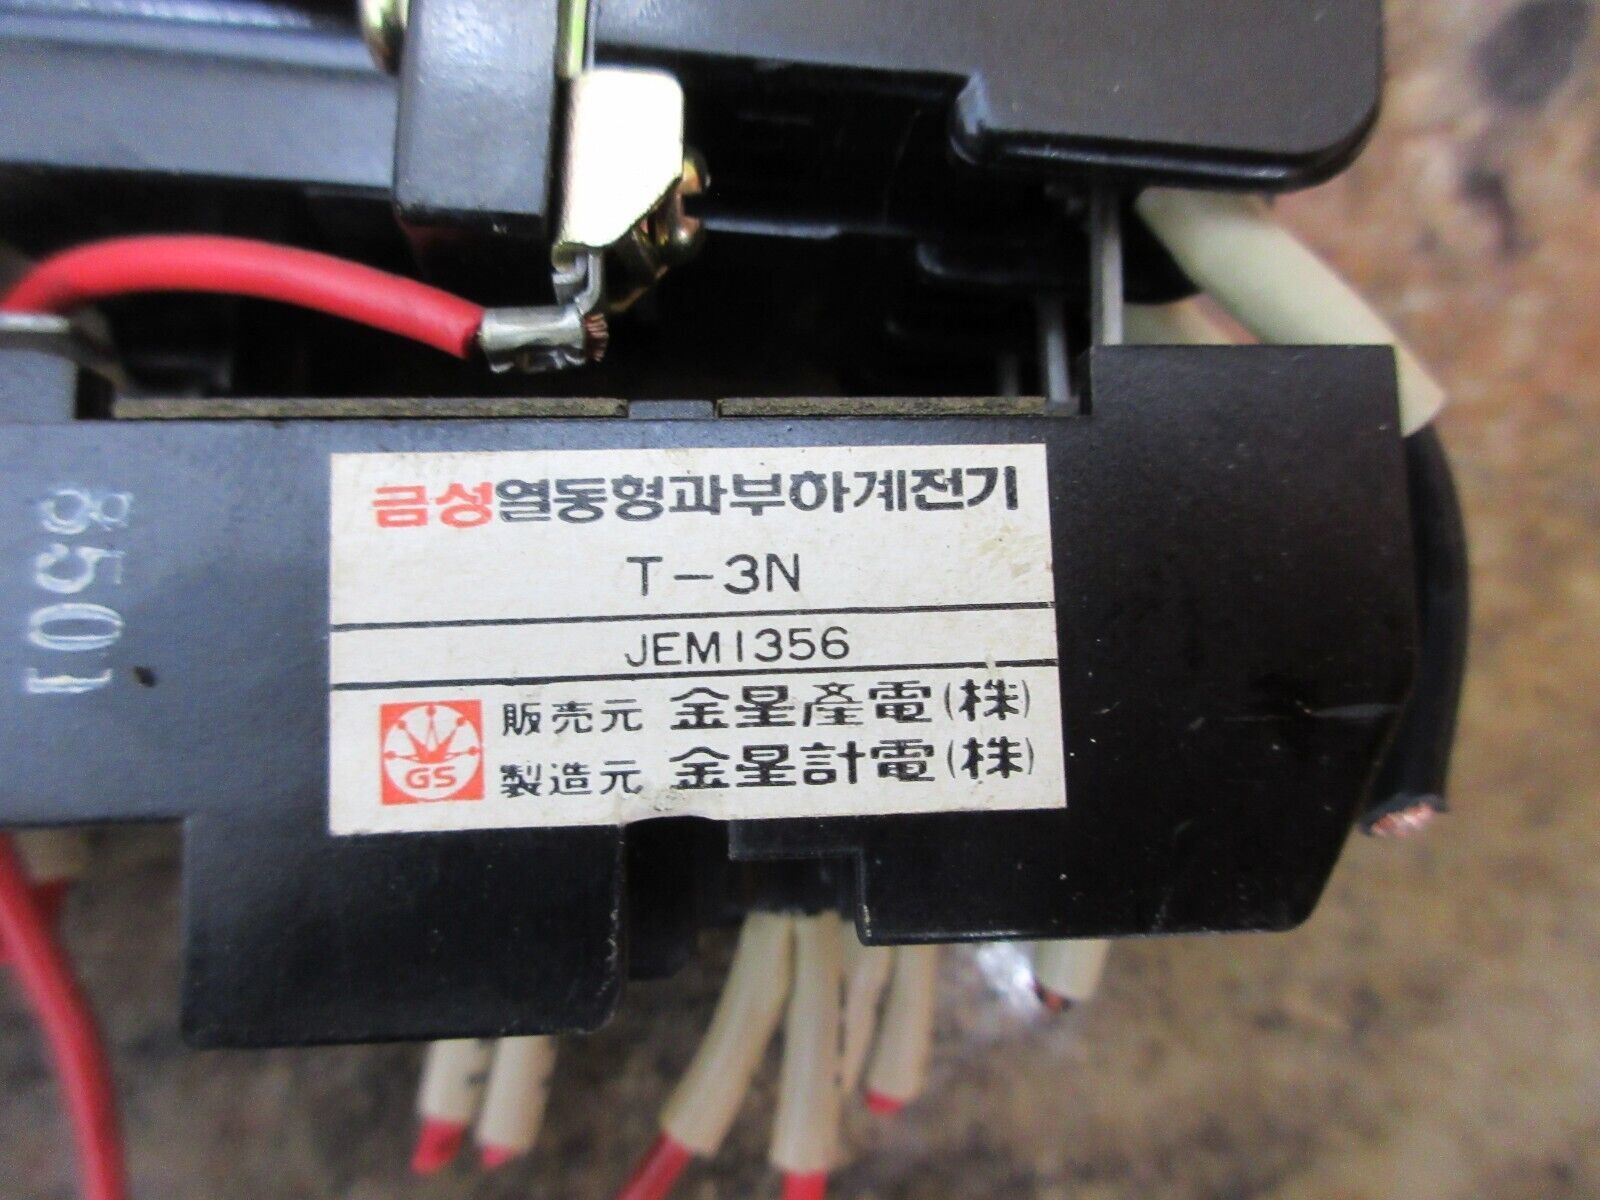 금성열동형과부하계전기
T-3N
JEM1356
GS
販売元 金星産電(株)
製造元 金星計電(株)
8501